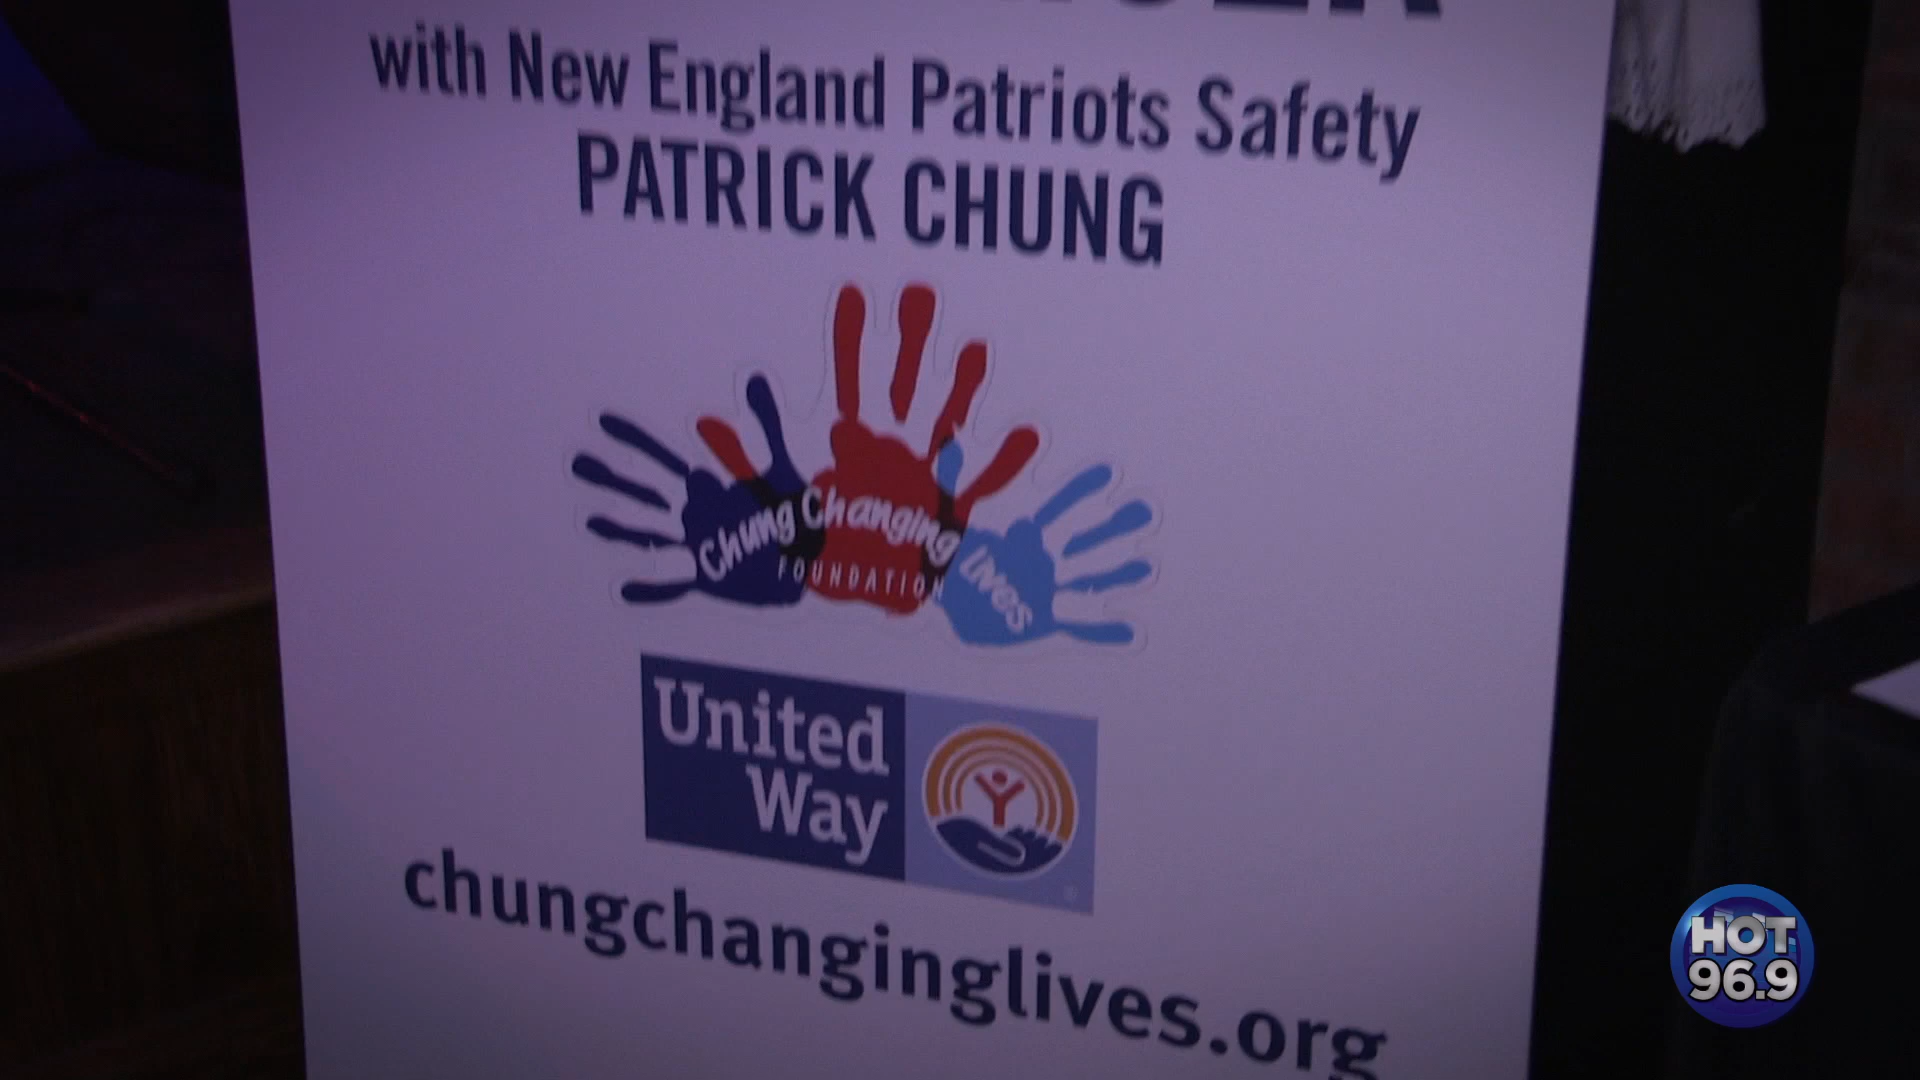 with New England Patriots Safety
PATRICK CHUNG
Chung Changing Lives
FOUNDATION
United
Way
chungchanginglives.org
HOT
96.9